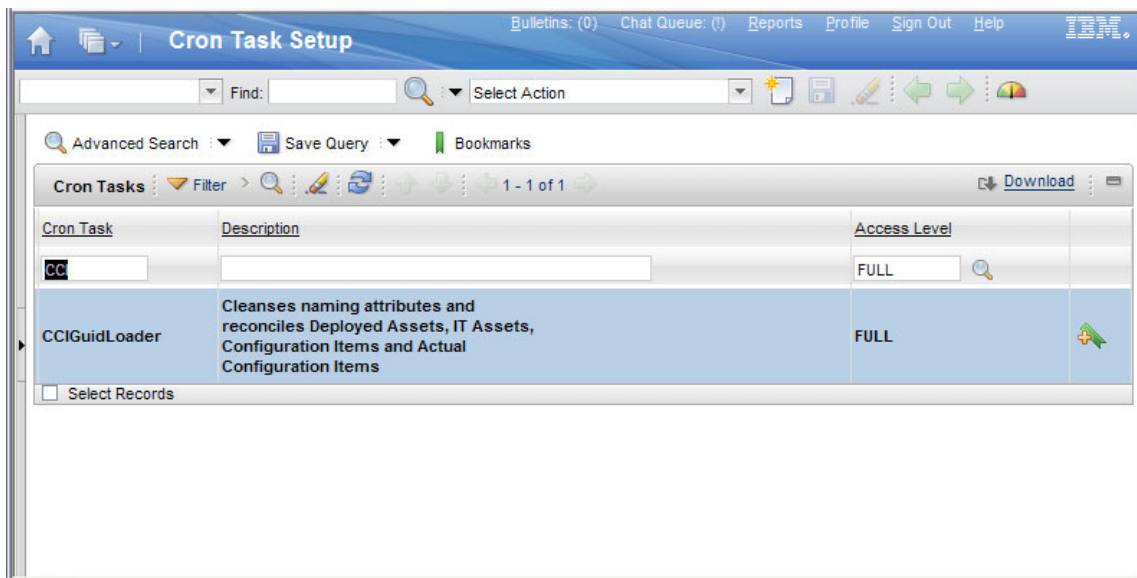 Cron Task Setup
Bulletins: (0) Chat Queue: (!) Reports Profile Sign Out Help
IBM.
Find: Select Action
Advanced Search Save Query Bookmarks
Cron Tasks Filter 1 - 1 of 1 Download
Cron Task Description Access Level
CCI FULL
Cleanses naming attributes and
CCIGuidLoader reconciles Deployed Assets, IT Assets, FULL
Configuration Items and Actual
Configuration Items
Select Records